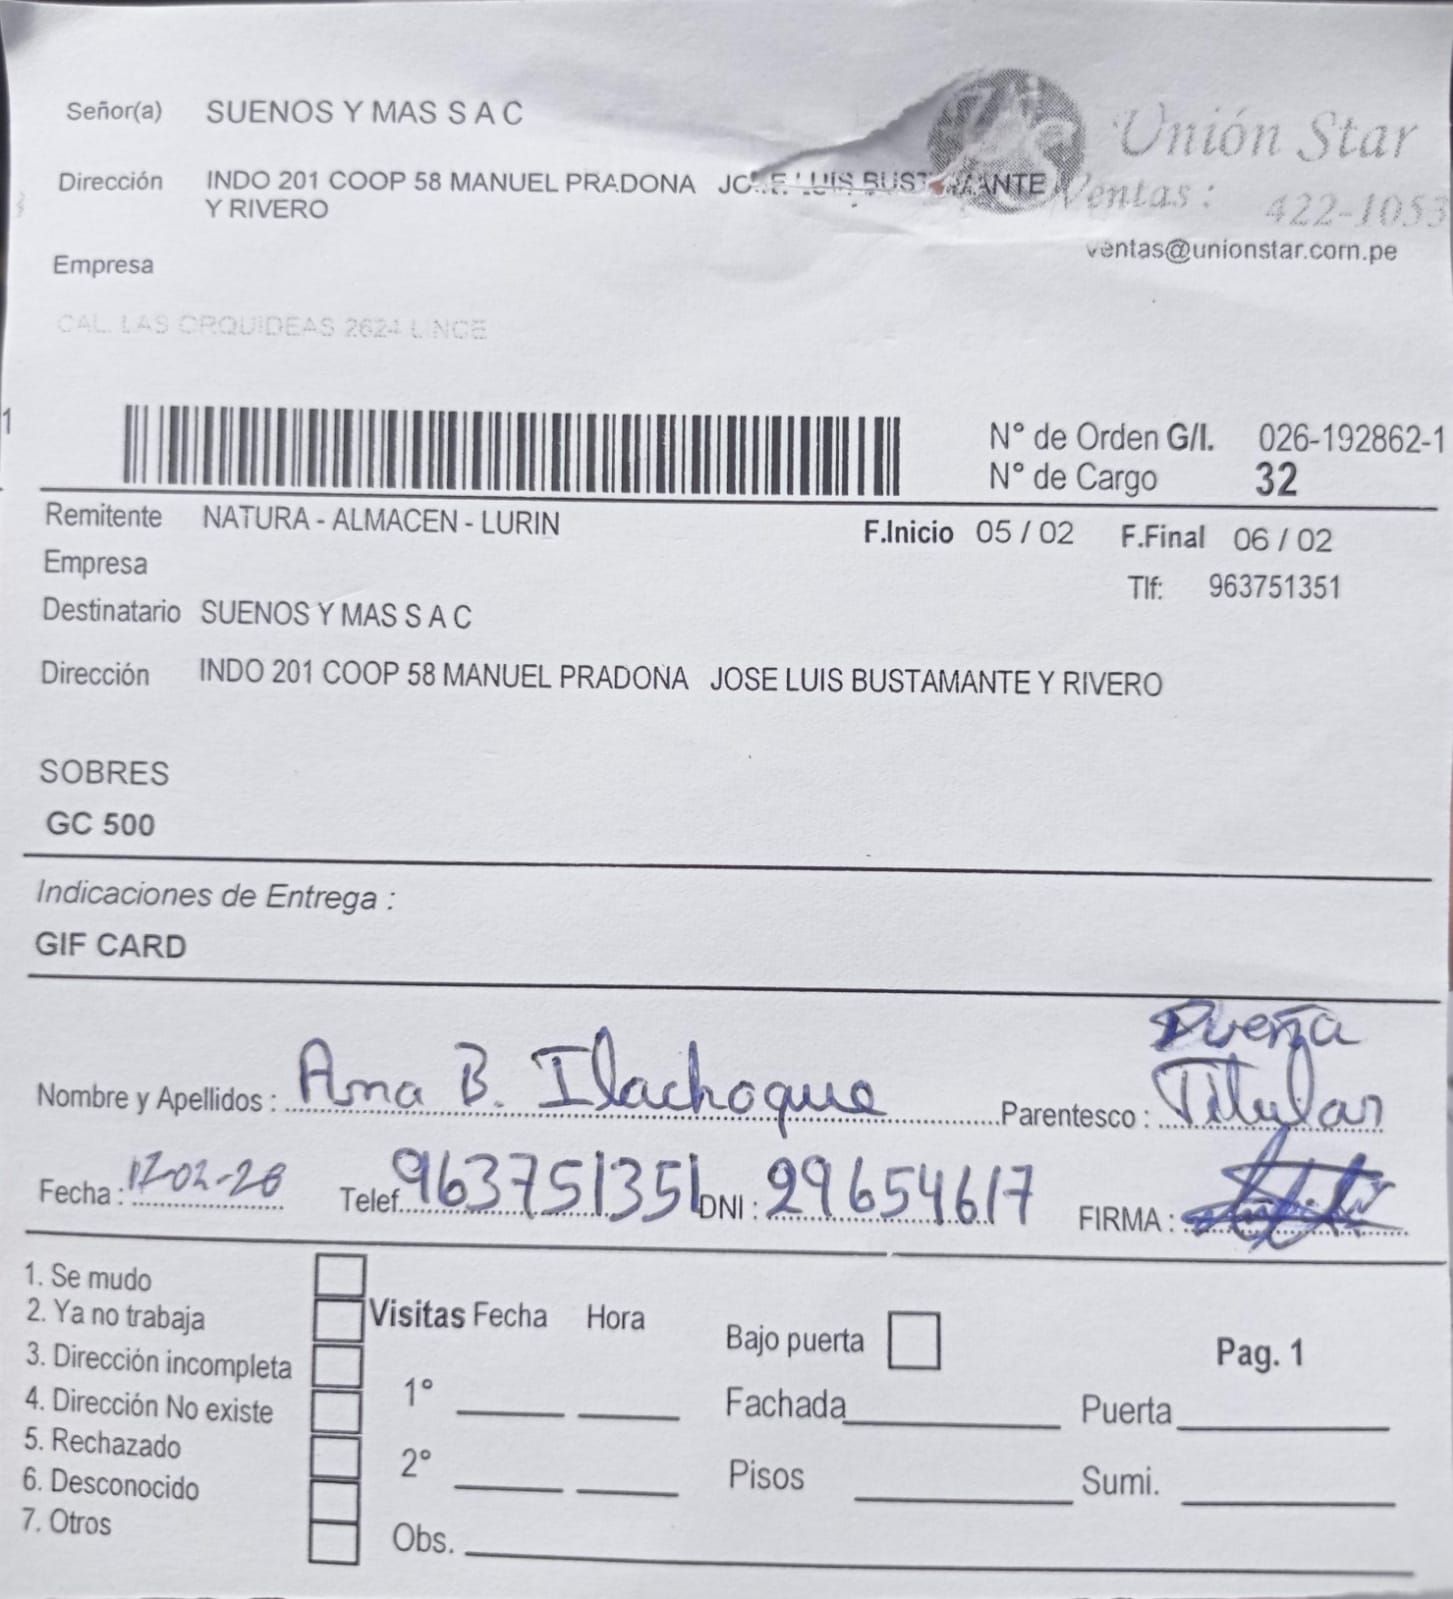 Señor(a) SUENOS Y MAS S A C
Unión Star
Dirección INDO 201 COOP 58 MANUEL PRADONA JOSE LUIS BUSTAMANTE
Y RIVERO
Ventas : 422-1053
ventas@unionstar.com.pe
Empresa
CAL. LAS ORQUIDEAS 2624 LINCE
1
N° de Orden G/I. 026-192862-1
N° de Cargo 32
Remitente NATURA - ALMACEN - LURIN F.Inicio 05 / 02 F.Final 06 / 02
Empresa
Tlf: 963751351
Destinatario SUENOS Y MAS S A C
Dirección INDO 201 COOP 58 MANUEL PRADONA JOSE LUIS BUSTAMANTE Y RIVERO
SOBRES
GC 500
Indicaciones de Entrega :
GIF CARD
Dueña
Nombre y Apellidos : Ana B. Ilachoque Parentesco : Titular
Fecha : 12-02-26 Telef. 963751351 DNI : 29654617 FIRMA :
1. Se mudo
2. Ya no trabaja
3. Dirección incompleta
4. Dirección No existe
5. Rechazado
6. Desconocido
7. Otros
Visitas Fecha Hora
1°
2°
Obs.
Bajo puerta
Pag. 1
Fachada Puerta
Pisos Sumi.